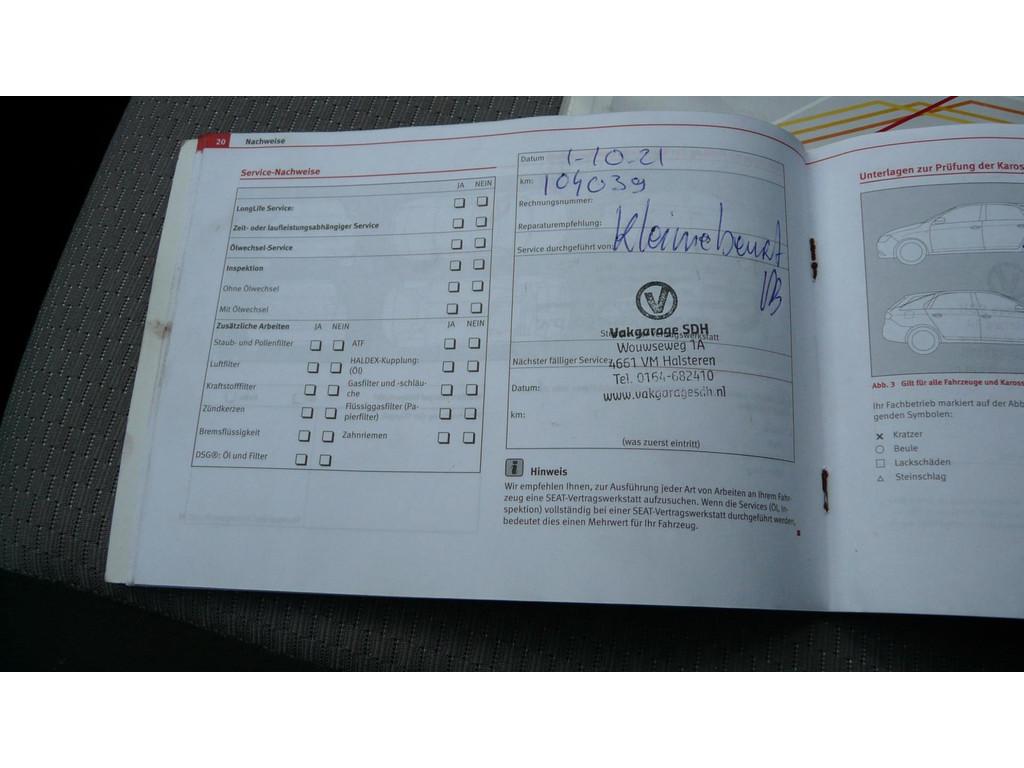 20 Nachweise
Service-Nachweise
JA NEIN
LongLife Service:
Zeit- oder laufleistungsabhängiger Service
Ölwechsel-Service
Inspektion
Ohne Ölwechsel
Mit Ölwechsel
Zusätzliche Arbeiten JA NEIN JA NEIN
Staub- und Pollenfilter ATF
Luftfilter HALDEX-Kupplung:
(Öl)
Kraftstofffilter Gasfilter und -schläu-
che
Zündkerzen Flüssiggasfilter (Pa-
pierfilter)
Bremsflüssigkeit Zahnriemen
DSG®: Öl und Filter
Datum 1-10-21
km: 104039
Rechnungsnummer:
Reparaturempfehlung:
Service durchgeführt von:
V
Vakgarage SDH
Wouwseweg 1A
4661 VM Halsteren
Tel. 0164-682410
www.vakgaragesdh.nl
Nächster fälliger Service:
Datum:
km:
(was zuerst eintritt)
i Hinweis
Wir empfehlen Ihnen, zur Ausführung jeder Art von Arbeiten an Ihrem Fahr-
zeug eine SEAT-Vertragswerkstatt aufzusuchen. Wenn die Services (Öl, In-
spektion) vollständig bei einer SEAT-Vertragswerkstatt durchgeführt werden,
bedeutet dies einen Mehrwert für Ihr Fahrzeug.
Unterlagen zur Prüfung der Kaross
Abb. 3 Gilt für alle Fahrzeuge und Kaross
Ihr Fachbetrieb markiert auf der Abb
genden Symbolen:
Kratzer
Beule
Lackschäden
Steinschlag